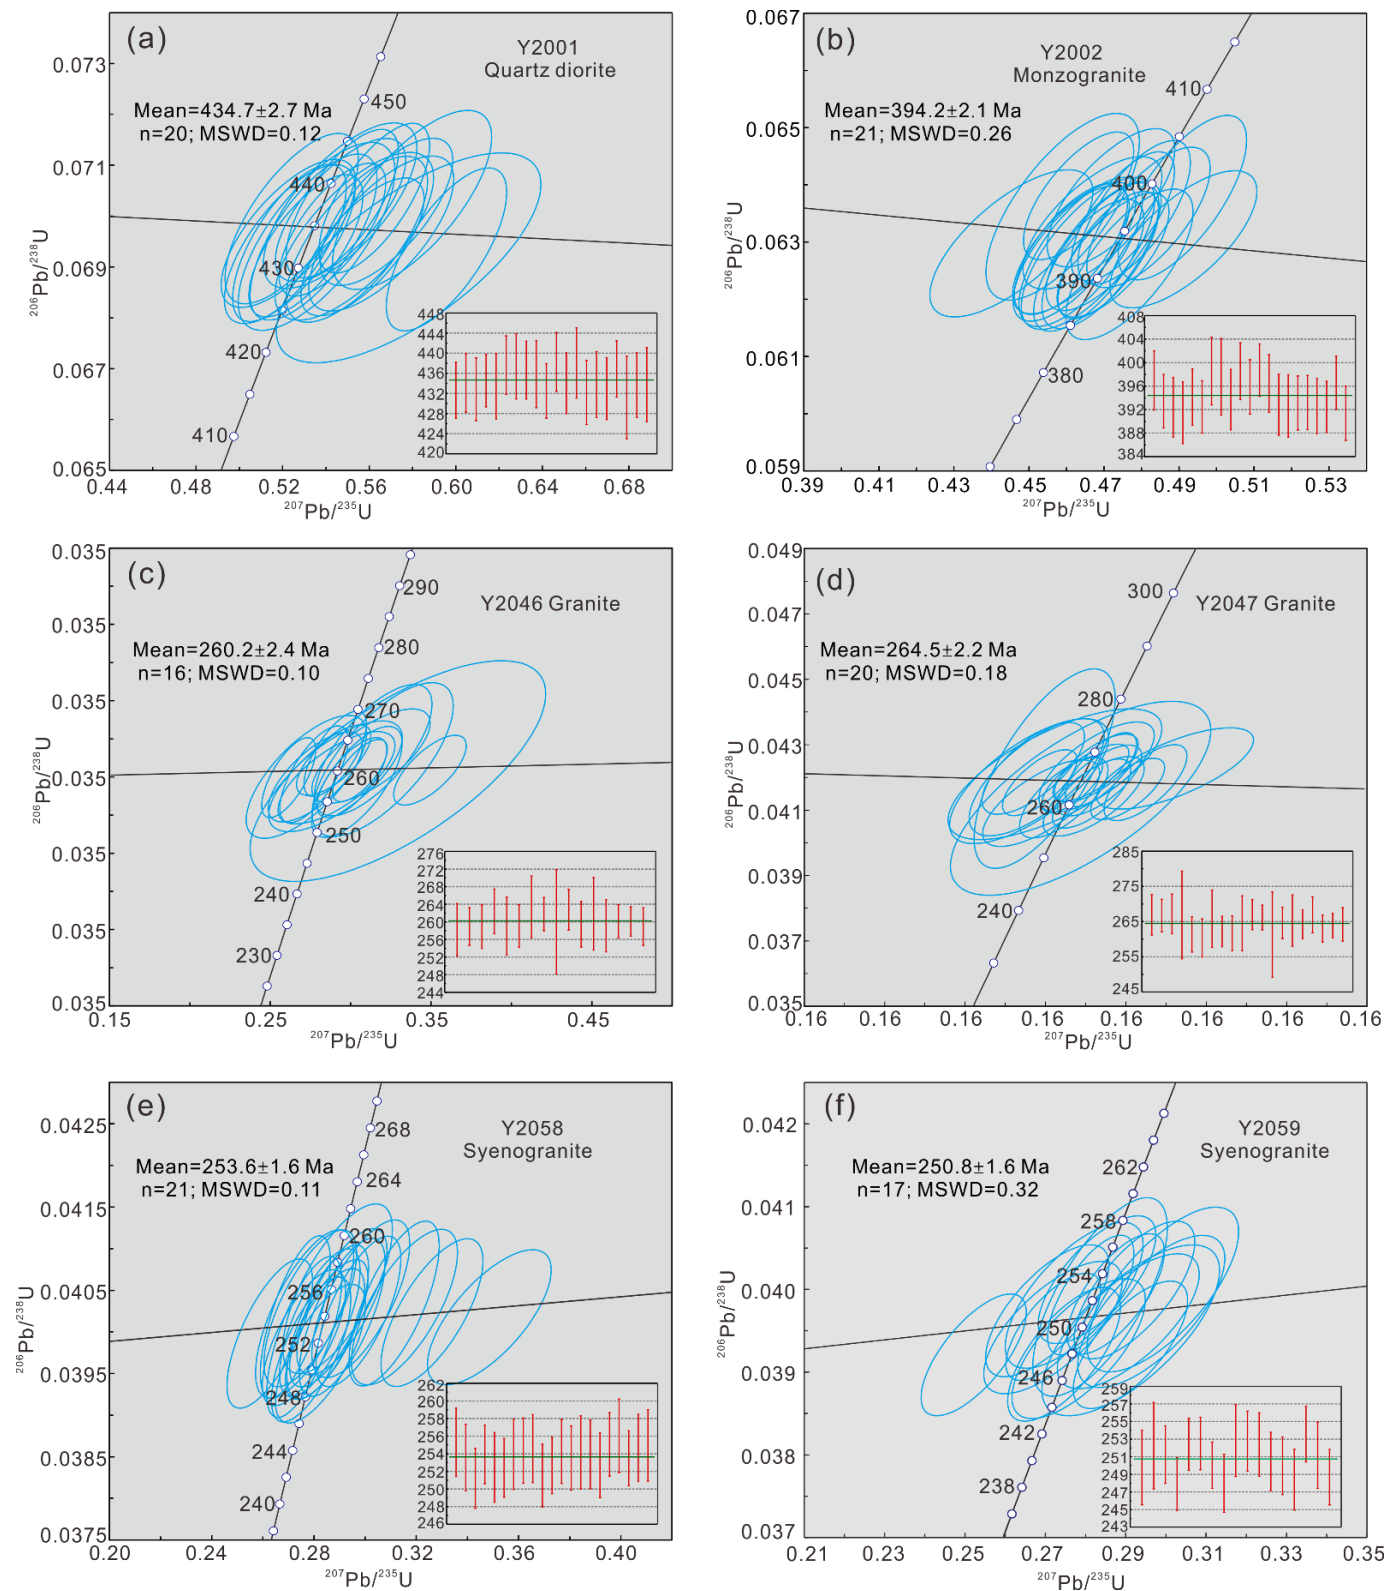 (a)
Y2001
Quartz diorite
Mean=434.7±2.7 Ma
n=20; MSWD=0.12
0.073
0.071
0.069
0.067
0.065
206Pb/238U
450
440
430
420
410
448
444
440
436
432
428
424
420
0.44 0.48 0.52 0.56 0.60 0.64 0.68
207Pb/235U
(b)
Y2002
Monzogranite
Mean=394.2±2.1 Ma
n=21; MSWD=0.26
0.067
0.065
0.063
0.061
0.059
206Pb/238U
410
400
390
380
408
404
400
396
392
388
384
0.39 0.41 0.43 0.45 0.47 0.49 0.51 0.53
207Pb/235U
(c)
Y2046 Granite
Mean=260.2±2.4 Ma
n=16; MSWD=0.10
0.035
0.035
0.035
0.035
0.035
0.035
0.035
206Pb/238U
290
280
270
260
250
240
230
276
272
268
264
260
256
252
248
244
0.15 0.25 0.35 0.45
207Pb/235U
(d)
Y2047 Granite
Mean=264.5±2.2 Ma
n=20; MSWD=0.18
0.049
0.047
0.045
0.043
0.041
0.039
0.037
0.035
206Pb/238U
300
280
260
240
285
275
265
255
245
0.16 0.16 0.16 0.16 0.16 0.16 0.16 0.16
207Pb/235U
(e)
Y2058
Syenogranite
Mean=253.6±1.6 Ma
n=21; MSWD=0.11
0.0425
0.0415
0.0405
0.0395
0.0385
0.0375
206Pb/238U
268
264
260
256
252
248
244
240
262
260
258
256
254
252
250
248
246
0.20 0.24 0.28 0.32 0.36 0.40
207Pb/235U
(f)
Y2059
Syenogranite
Mean=250.8±1.6 Ma
n=17; MSWD=0.32
0.042
0.041
0.040
0.039
0.038
0.037
206Pb/238U
262
258
254
250
246
242
238
259
257
255
253
251
249
247
245
243
0.21 0.16 0.25 0.27 0.29 0.31 0.33 0.35
207Pb/235U